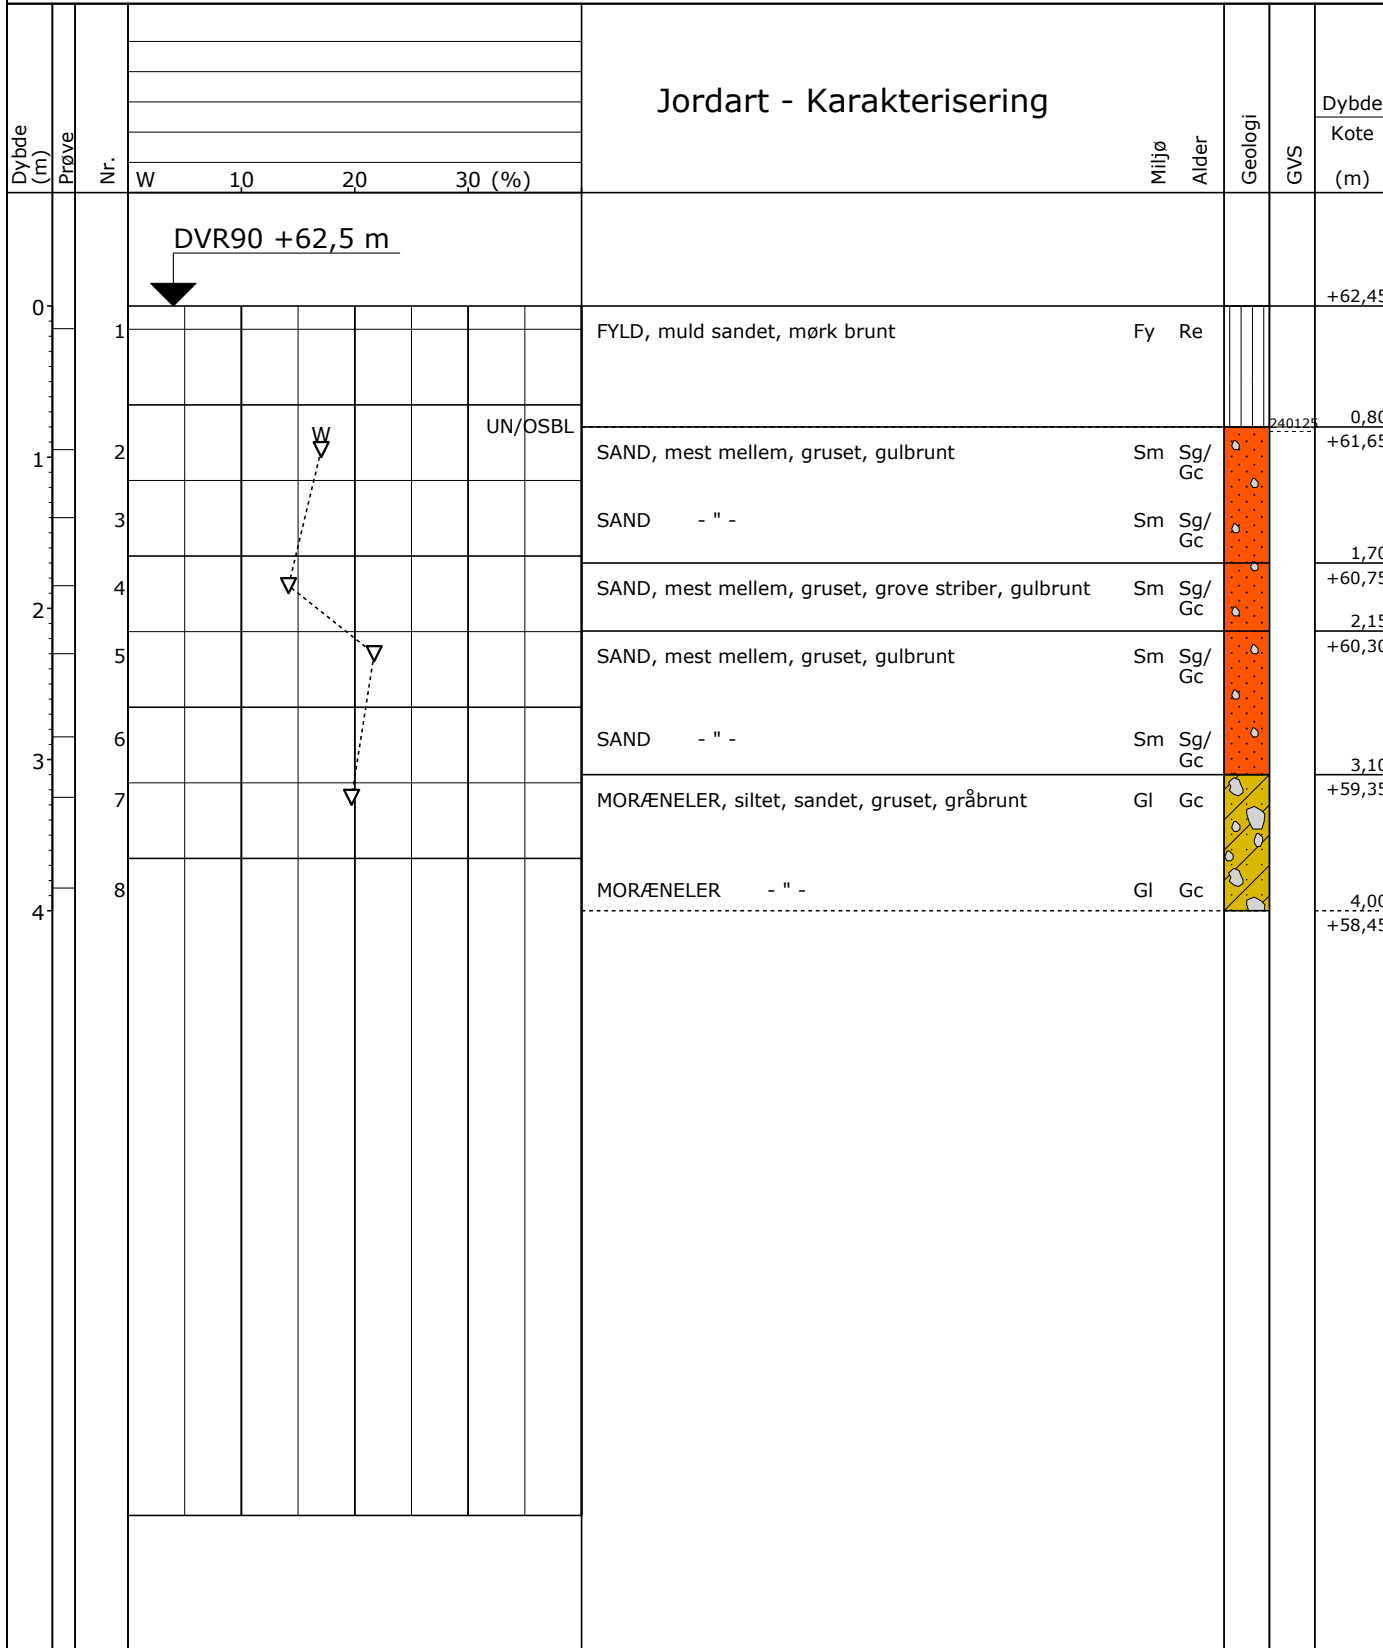 Jordart - Karakterisering
Dybde (m)
Prøve
Nr.
W 10 20 30 (%)
Miljø
Alder
Geologi
GVS
Dybde
Kote
(m)
DVR90 +62,5 m
0
+62,45
1 FYLD, muld sandet, mørk brunt Fy Re
UN/OSBL
240125
0,80
W
+61,65
1
2 SAND, mest mellem, gruset, gulbrunt Sm Sg/
Gc
3 SAND - " - Sm Sg/
Gc
1,70
+60,75
4 SAND, mest mellem, gruset, grove striber, gulbrunt Sm Sg/
Gc
2
2,15
+60,30
5 SAND, mest mellem, gruset, gulbrunt Sm Sg/
Gc
6 SAND - " - Sm Sg/
Gc
3
3,10
+59,35
7 MORÆNELER, siltet, sandet, gruset, gråbrunt Gl Gc
8 MORÆNELER - " - Gl Gc
4
4,00
+58,45